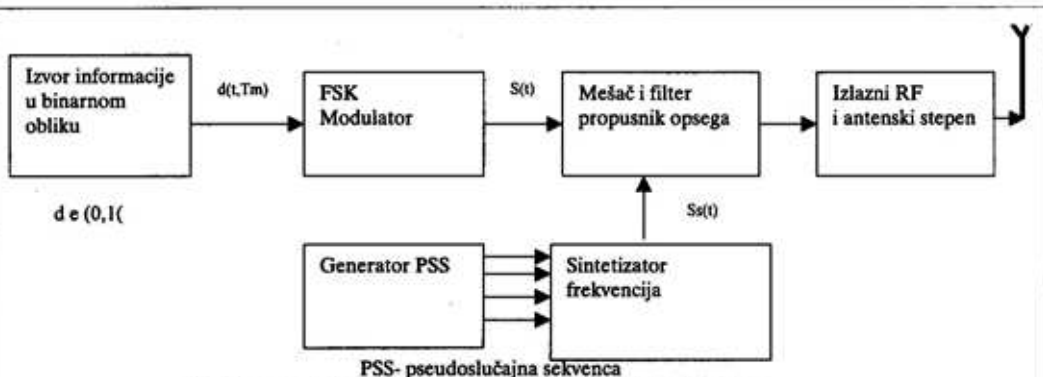 Izvor informacije
u binarnom
obliku
d(t,Tm)
FSK
Modulator
S(t)
Mešač i filter
propusnik opsega
Izlazni RF
i antenski stepen
d e (0,1(
Ss(t)
Generator PSS
Sintetizator
frekvencija
PSS- pseudoslučajna sekvenca